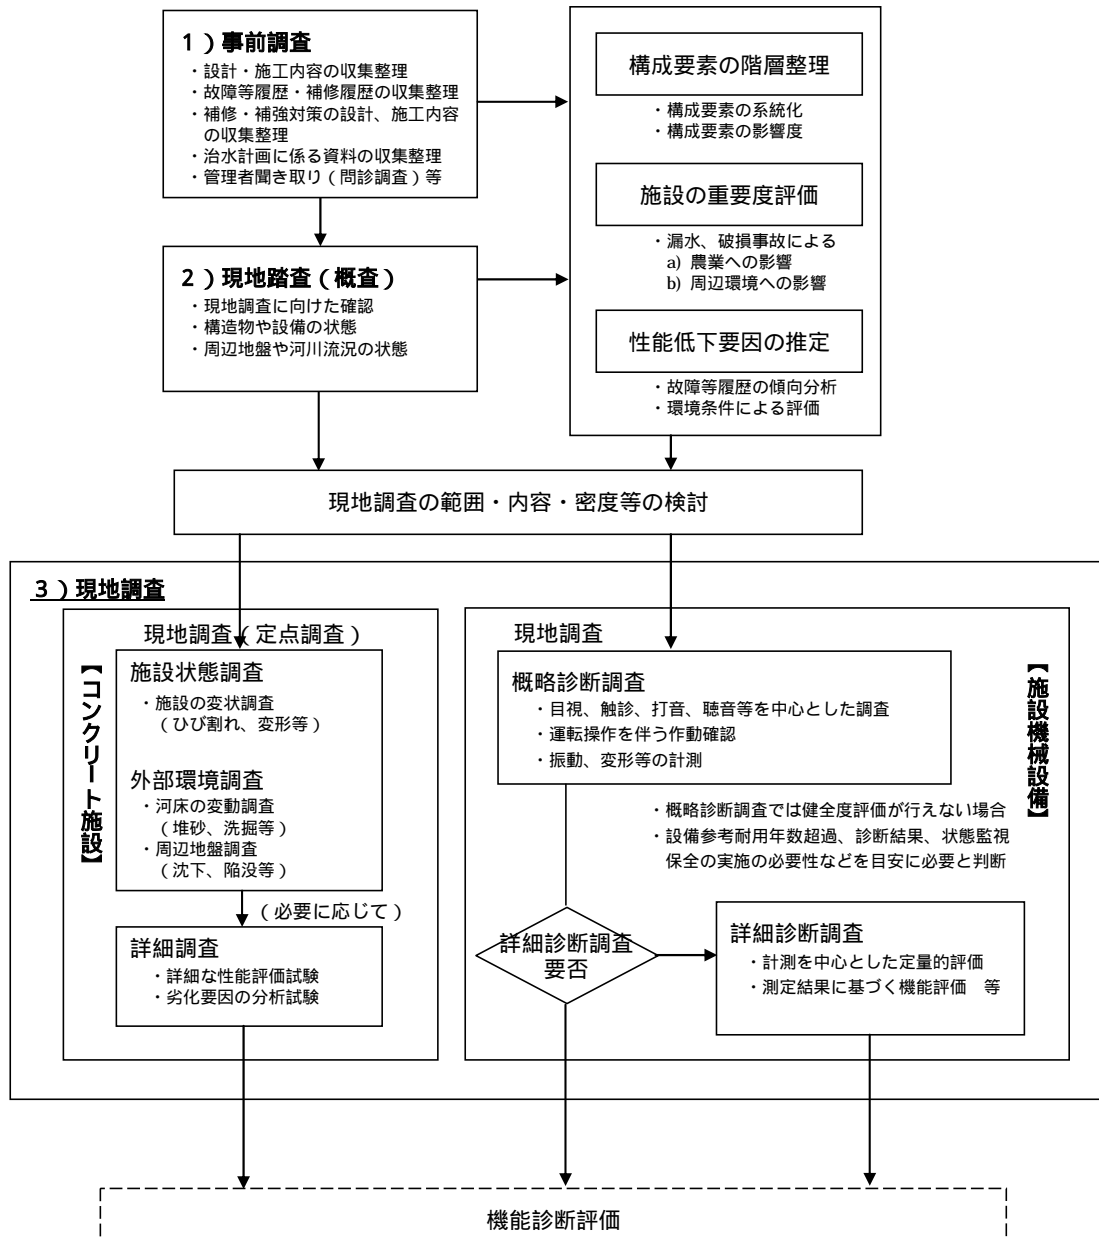 １）事前調査
・設計・施工内容の収集整理
・故障等履歴・補修履歴の収集整理
・補修・補強対策の設計、施工内容
の収集整理
・治水計画に係る資料の収集整理
・管理者聞き取り（問診調査）等
２）現地踏査（概査）
・現地調査に向けた確認
・構造物や設備の状態
・周辺地盤や河川流況の状態
構成要素の階層整理
・構成要素の系統化
・構成要素の影響度
施設の重要度評価
・漏水、破損事故による
a) 農業への影響
b) 周辺環境への影響
性能低下要因の推定
・故障等履歴の傾向分析
・環境条件による評価
現地調査の範囲・内容・密度等の検討
３）現地調査
【コンクリート施設】
現地調査（定点調査）
施設状態調査
・施設の変状調査
（ひび割れ、変形等）
外部環境調査
・河床の変動調査
（堆砂、洗掘等）
・周辺地盤調査
（沈下、陥没等）
（必要に応じて）
詳細調査
・詳細な性能評価試験
・劣化要因の分析試験
【施設機械設備】
現地調査
概略診断調査
・目視、触診、打音、聴音等を中心とした調査
・運転操作を伴う作動確認
・振動、変形等の計測
・概略診断調査では健全度評価が行えない場合
・設備参考耐用年数超過、診断結果、状態監視
保全の実施の必要性などを目安に必要と判断
詳細診断調査
要否
詳細診断調査
・計測を中心とした定量的評価
・測定結果に基づく機能評価　等
機能診断評価